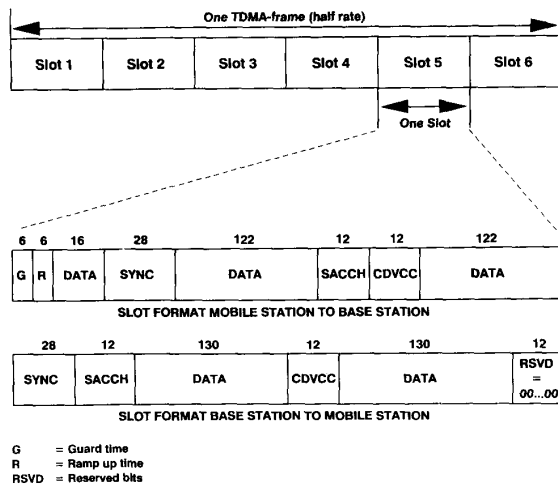 One TDMA-frame (half rate)
Slot 1 Slot 2 Slot 3 Slot 4 Slot 5 Slot 6
One Slot
6 6 16 28 122 12 12 122
G R DATA SYNC DATA SACCH CDVCC DATA
SLOT FORMAT MOBILE STATION TO BASE STATION
28 12 130 12 130 12
SYNC SACCH DATA CDVCC DATA RSVD = 00...00
SLOT FORMAT BASE STATION TO MOBILE STATION
G = Guard time
R = Ramp up time
RSVD = Reserved bits